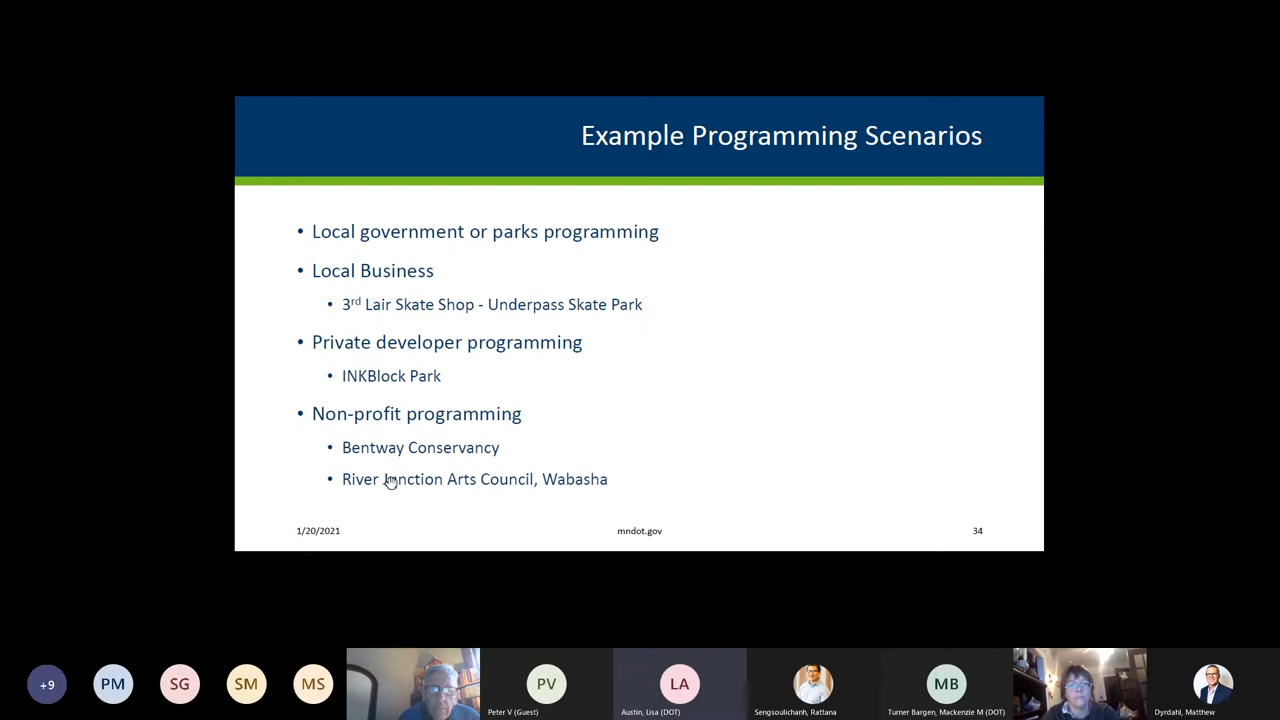 Example Programming Scenarios
• Local government or parks programming
• Local Business
• 3rd Lair Skate Shop - Underpass Skate Park
• Private developer programming
• INKBlock Park
• Non-profit programming
• Bentway Conservancy
• River Junction Arts Council, Wabasha
1/20/2021 mndot.gov 34
+9 PM SG SM MS PV LA MB
Peter V (Guest) Austin, Lisa (DOT) Sengsoulichanh, Rattana Turner Bargen, Mackenzie M (DOT) Dyrdahl, Matthew